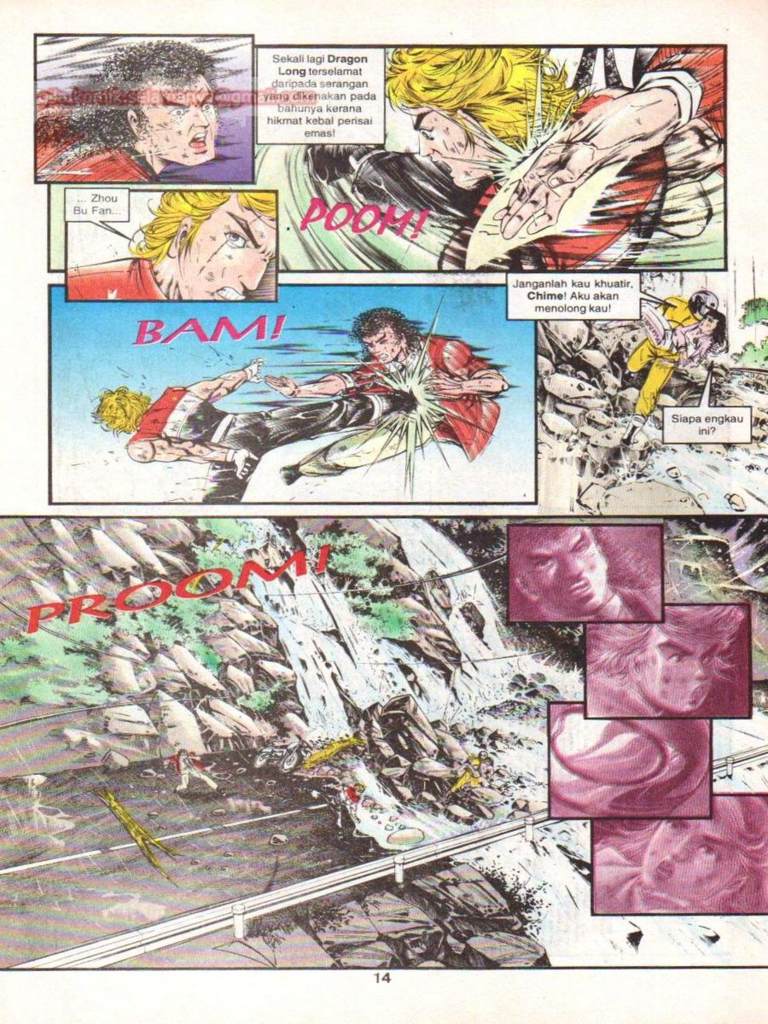 Sekali lagi Dragon
Long terselamat
daripada serangan
yang dikenakan pada
bahunya kerana
hikmat kebal perisai
emas!
POOM!
... Zhou
Bu Fan...
BAM!
Janganlah kau khuatir,
Chime! Aku akan
menolong kau!
Siapa engkau
ini?
PROOM!
14